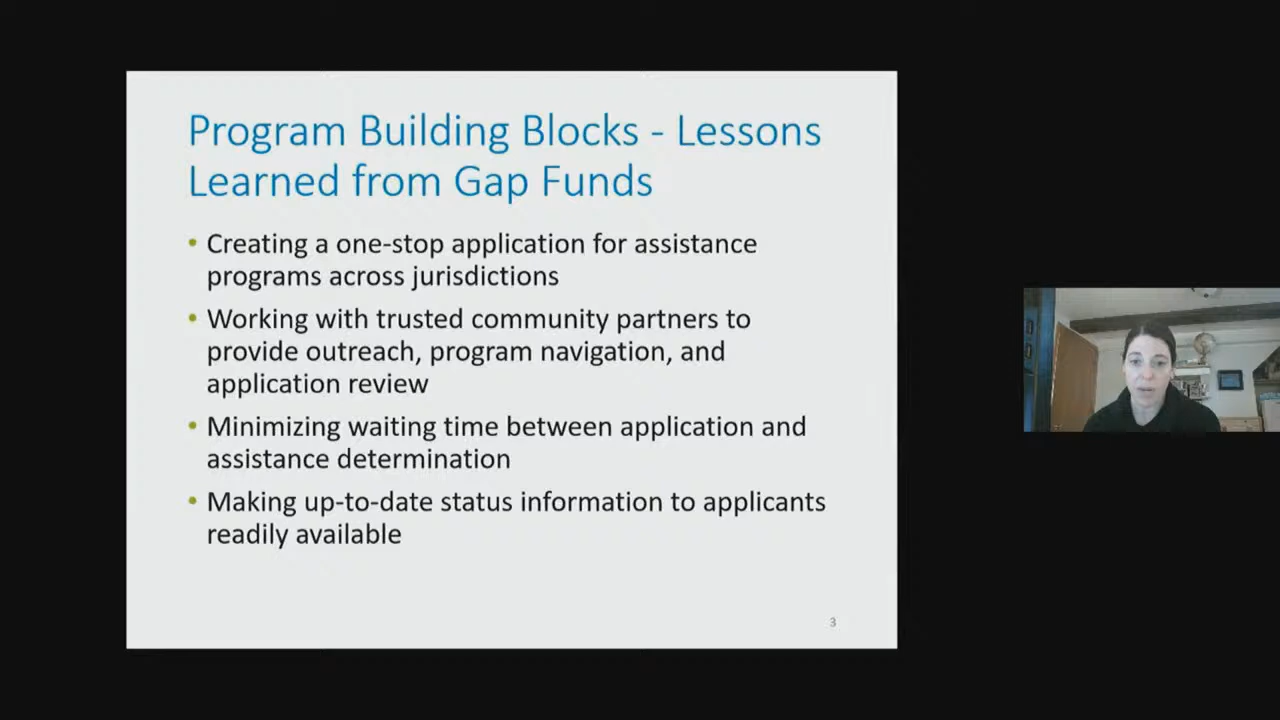 Program Building Blocks - Lessons
Learned from Gap Funds
• Creating a one-stop application for assistance
programs across jurisdictions
• Working with trusted community partners to
provide outreach, program navigation, and
application review
• Minimizing waiting time between application and
assistance determination
• Making up-to-date status information to applicants
readily available
3